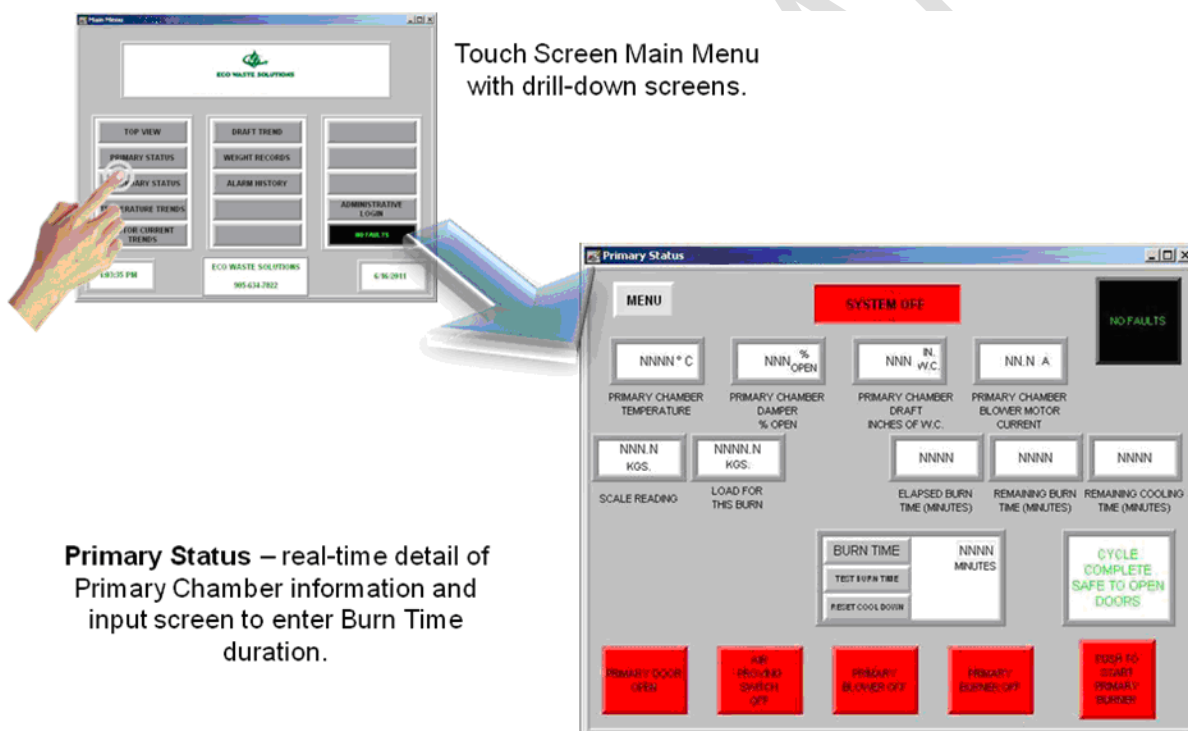 Main Menu
ECO WASTE SOLUTIONS
Touch Screen Main Menu
with drill-down screens.
TOP VIEW
DRAFT TREND
PRIMARY STATUS
WEIGHT RECORDS
STATUS
ALARM HISTORY
TRENDS
ADMINISTRATIVE
LOGIN
CURRENT
TRENDS
NO FAULTS
PM
ECO WASTE SOLUTIONS
905-634-7022
6/16/2011
Primary Status
MENU
SYSTEM OFF
NO FAULTS
NNNN ° C
NNN % OPEN
NNN IN. W.C.
NN.N A
PRIMARY CHAMBER
TEMPERATURE
PRIMARY CHAMBER
DAMPER
% OPEN
PRIMARY CHAMBER
DRAFT
INCHES OF W.C.
PRIMARY CHAMBER
BLOWER MOTOR
CURRENT
NNN.N
KGS.
NNNN.N
KGS.
NNNN
NNNN
NNNN
SCALE READING
LOAD FOR
THIS BURN
ELAPSED BURN
TIME (MINUTES)
REMAINING BURN
TIME (MINUTES)
REMAINING COOLING
TIME (MINUTES)
BURN TIME
NNNN
MINUTES
TEST BURN TIME
RESET COOL DOWN
CYCLE
COMPLETE
SAFE TO OPEN
DOORS
Primary Status – real-time detail of
Primary Chamber information and
input screen to enter Burn Time
duration.
PRIMARY DOOR
OPEN
AIR
PROVING
SWITCH
OFF
PRIMARY
BLOWER OFF
PRIMARY
BURNER OFF
PUSH TO
START
PRIMARY
BURNER